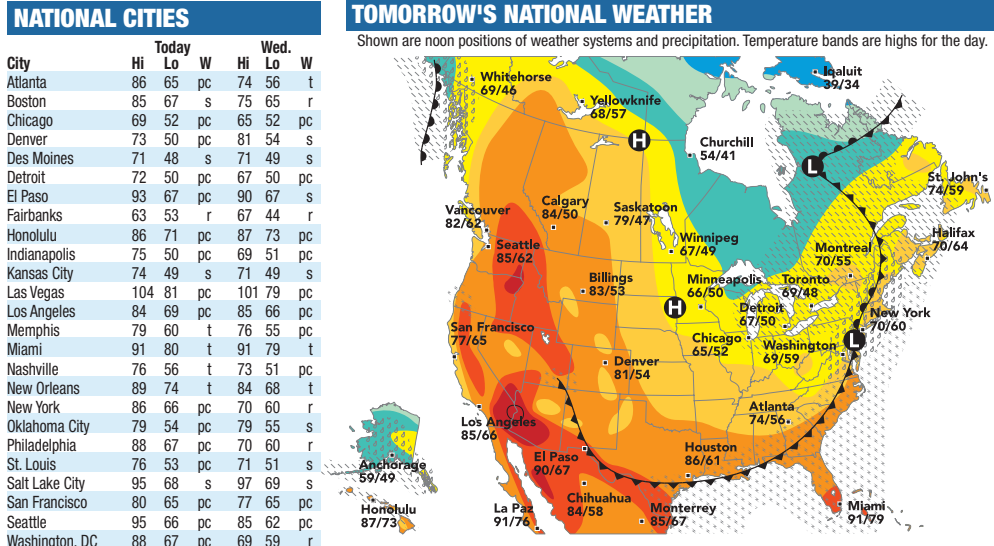 NATIONAL CITIES
Today Wed.
City Hi Lo W Hi Lo W
Atlanta 86 65 pc 74 56 t
Boston 85 67 s 75 65 r
Chicago 69 52 pc 65 52 pc
Denver 73 50 pc 81 54 s
Des Moines 71 48 s 71 49 s
Detroit 72 50 pc 67 50 pc
El Paso 93 67 pc 90 67 s
Fairbanks 63 53 r 67 44 r
Honolulu 86 71 pc 87 73 pc
Indianapolis 75 50 pc 69 51 pc
Kansas City 74 49 s 71 49 s
Las Vegas 104 81 pc 101 79 pc
Los Angeles 84 69 pc 85 66 pc
Memphis 79 60 t 76 55 pc
Miami 91 80 t 91 79 t
Nashville 76 56 t 73 51 pc
New Orleans 89 74 t 84 68 t
New York 86 66 pc 70 60 r
Oklahoma City 79 54 pc 79 55 s
Philadelphia 88 67 pc 70 60 r
St. Louis 76 53 pc 71 51 s
Salt Lake City 95 68 s 97 69 s
San Francisco 80 65 pc 77 65 pc
Seattle 95 66 pc 85 62 pc
Washington, DC 88 67 pc 69 59 r
TOMORROW'S NATIONAL WEATHER
Shown are noon positions of weather systems and precipitation. Temperature bands are highs for the day.
Whitehorse
69/46
Iqaluit
39/34
Yellowknife
68/57
H
Churchill
54/41
L
St. John's
74/59
Calgary
84/50
Saskatoon
79/47
Vancouver
82/62
Seattle
85/62
Winnipeg
67/49
Halifax
70/64
Montreal
70/55
Billings
83/53
Minneapolis
66/50
Toronto
69/48
H
Detroit
67/50
New York
70/60
San Francisco
77/65
Chicago
65/52
Washington
69/59
L
Denver
81/54
Los Angeles
85/66
Atlanta
74/56
El Paso
90/67
Houston
86/61
Anchorage
59/49
Chihuahua
84/58
Honolulu
87/73
La Paz
91/76
Monterrey
85/67
Miami
91/79